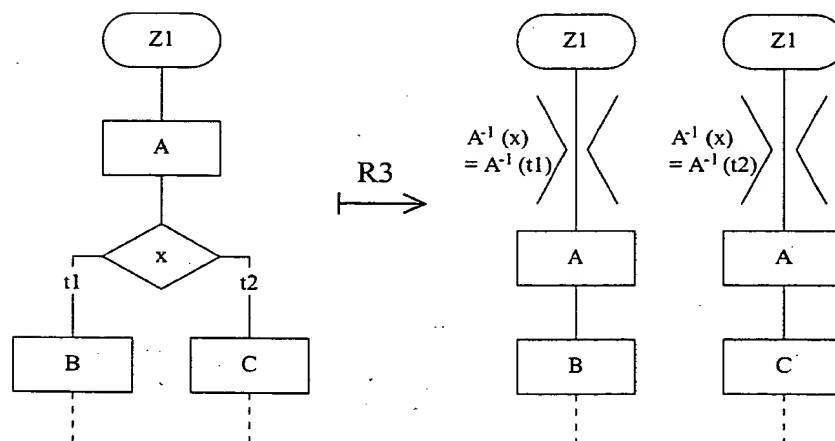 Z1
A
x
t1
t2
B
C
R3
Z1
A⁻¹ (x)
= A⁻¹ (t1)
A
B
Z1
A⁻¹ (x)
= A⁻¹ (t2)
A
C